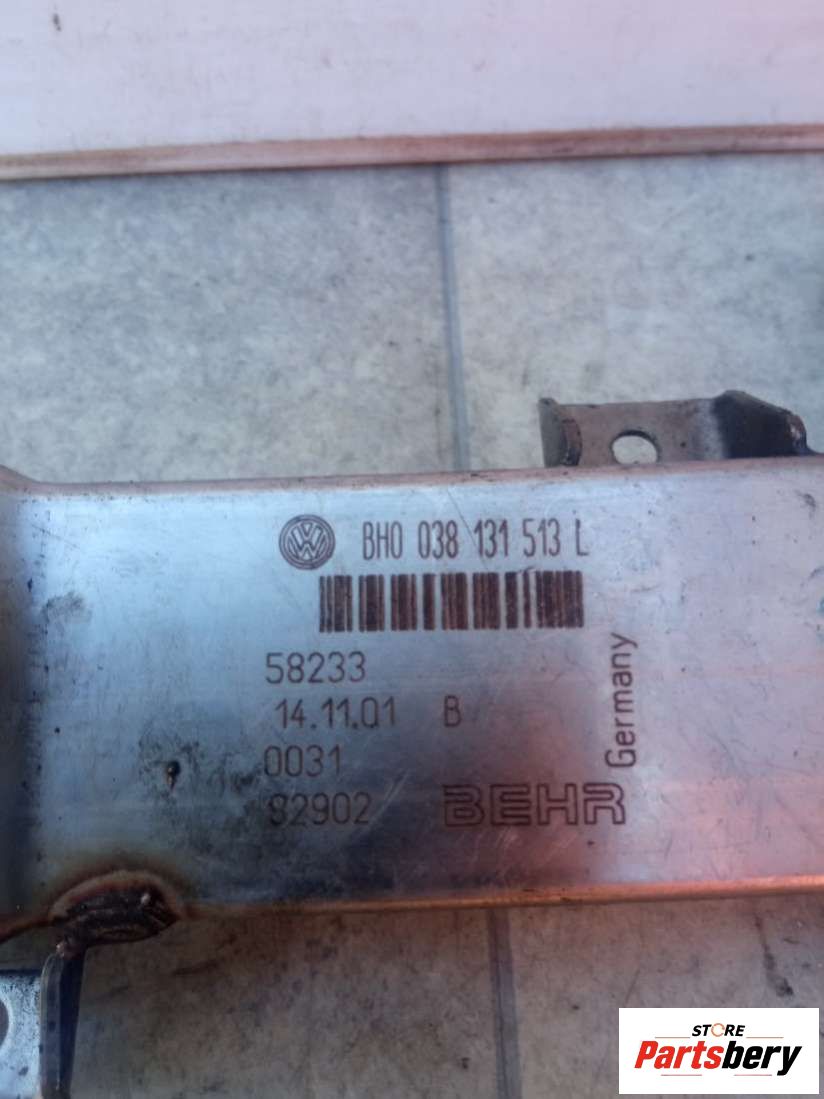 BH0 038 131 513 L
58233
14.11.01 B
0031
82902 BEHR
Germany
STORE
Partsbery